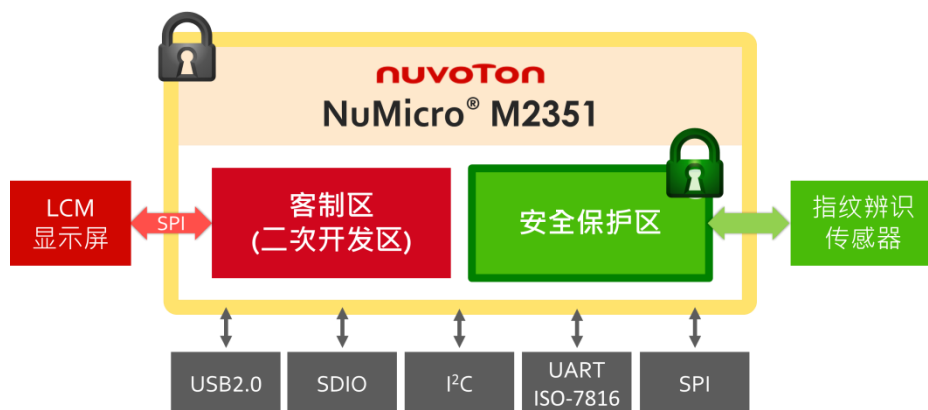 nuvoTon
NuMicro® M2351
LCM
显示屏
SPI
客制区
(二次开发区)
安全保护区
指纹辨识
传感器
USB2.0
SDIO
I²C
UART
ISO-7816
SPI